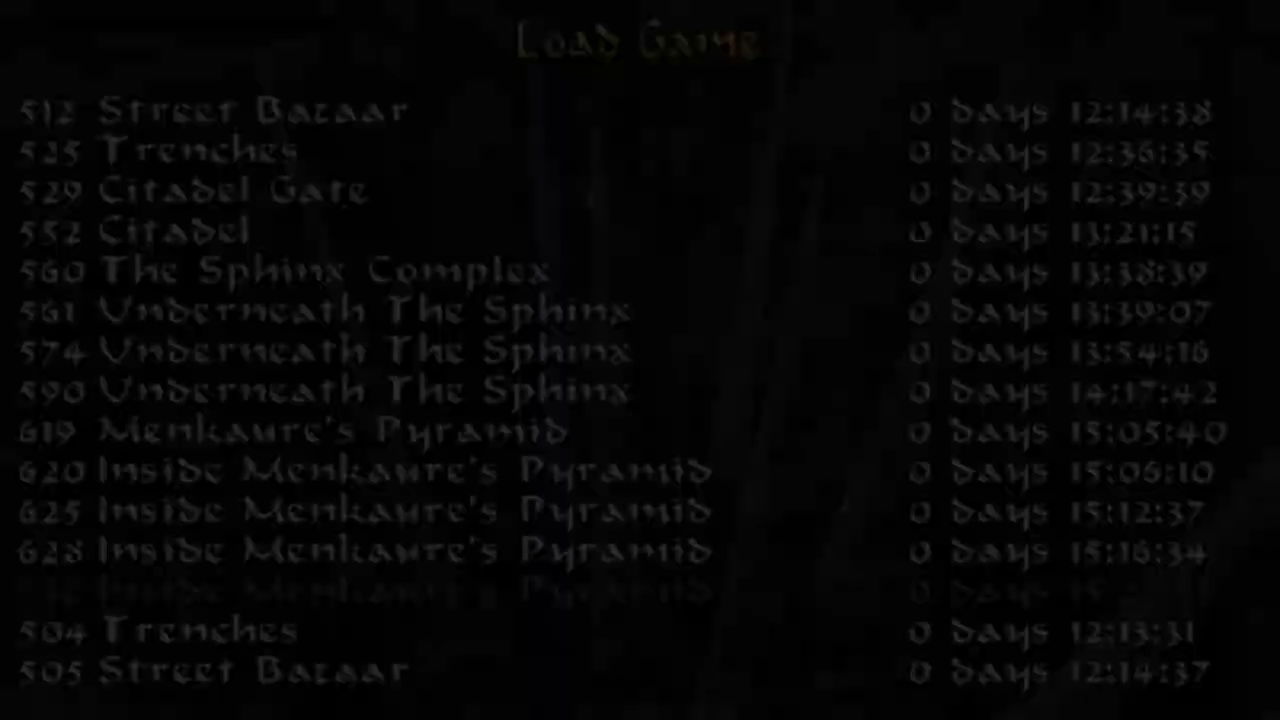 Load Game
512 Street Bazaar 0 days 12:14:38
525 Trenches 0 days 12:36:35
529 Citadel Gate 0 days 12:39:39
552 Citadel 0 days 13:21:15
560 The Sphinx Complex 0 days 13:38:39
561 Underneath The Sphinx 0 days 13:39:07
574 Underneath The Sphinx 0 days 13:54:16
590 Underneath The Sphinx 0 days 14:17:42
619 Menkaure's Pyramid 0 days 15:05:40
620 Inside Menkaure's Pyramid 0 days 15:06:10
625 Inside Menkaure's Pyramid 0 days 15:12:37
628 Inside Menkaure's Pyramid 0 days 15:16:34
Inside Menkaure's Pyramid 0
504 Trenches 0 days 12:13:31
505 Street Bazaar 0 days 12:14:37